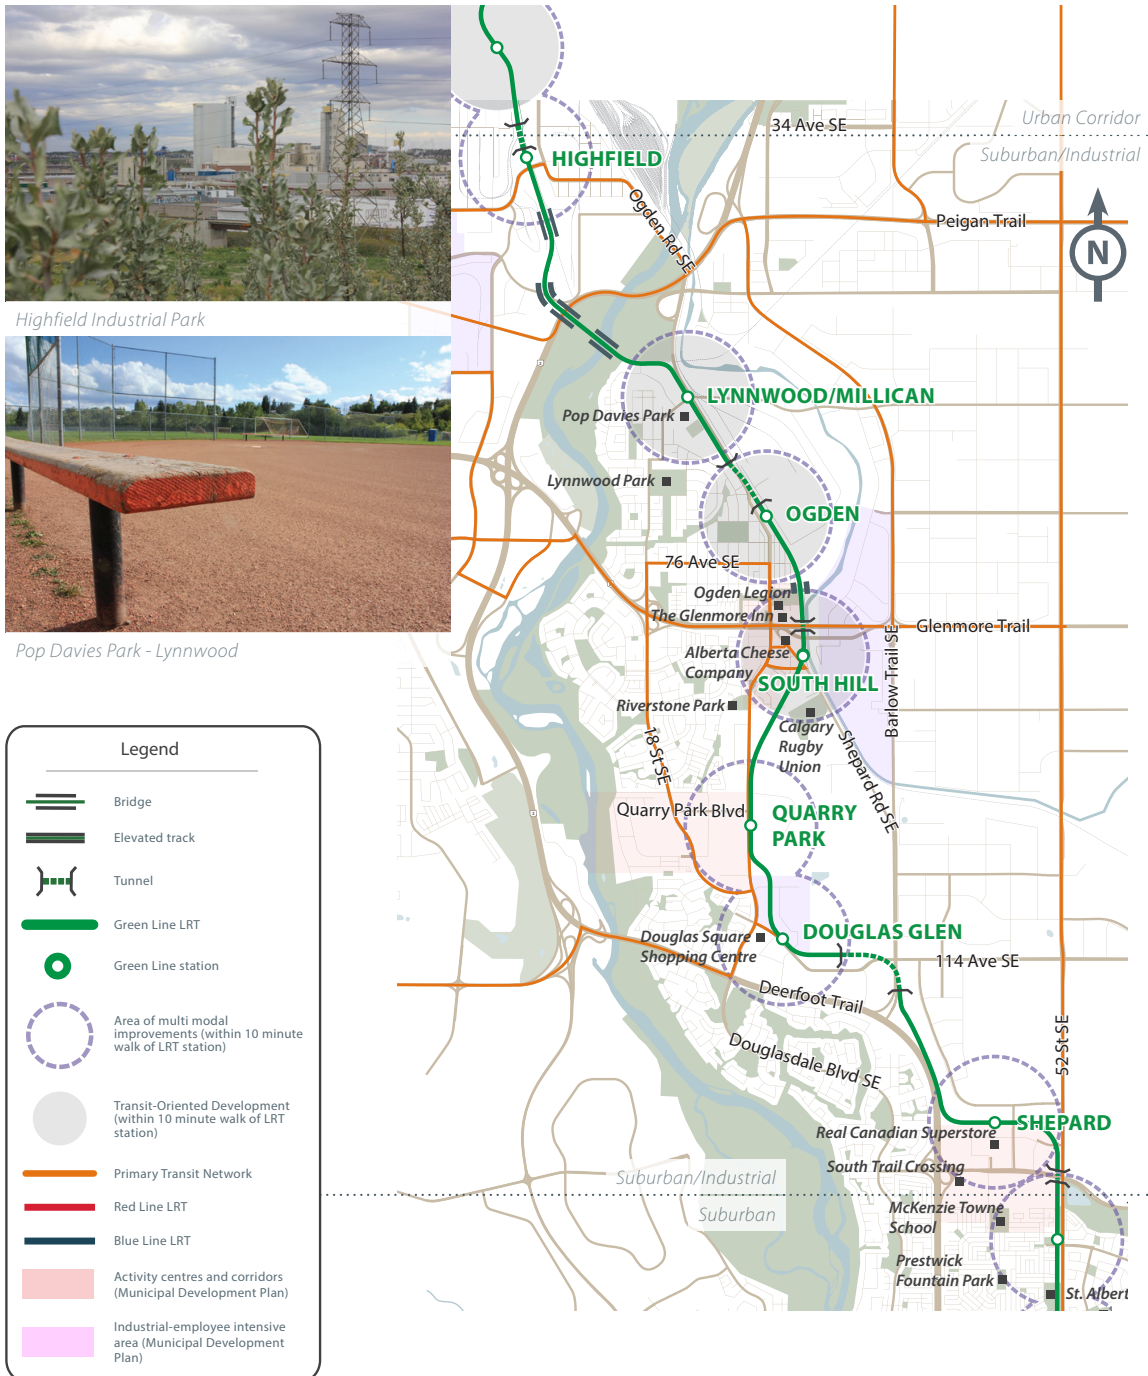 Highfield Industrial Park
Pop Davies Park - Lynnwood
Legend
Bridge
Elevated track
Tunnel
Green Line LRT
Green Line station
Area of multi modal
improvements (within 10 minute
walk of LRT station)
Transit-Oriented Development
(within 10 minute walk of LRT
station)
Primary Transit Network
Red Line LRT
Blue Line LRT
Activity centres and corridors
(Municipal Development Plan)
Industrial-employee intensive
area (Municipal Development
Plan)
34 Ave SE
Urban Corridor
Suburban/Industrial
HIGHFIELD
Ogden Rd SE
Peigan Trail
N
LYNNWOOD/MILLICAN
Pop Davies Park
Lynnwood Park
OGDEN
76 Ave SE
Ogden Legion
The Glenmore Inn
Glenmore Trail
Barlow Trail SE
Alberta Cheese
Company
SOUTH HILL
Riverstone Park
Calgary
Rugby
Union
Shepard Rd SE
18 St SE
Quarry Park Blvd
QUARRY
PARK
DOUGLAS GLEN
Douglas Square
Shopping Centre
114 Ave SE
Deerfoot Trail
52 St SE
Douglasdale Blvd SE
SHEPARD
Real Canadian Superstore
South Trail Crossing
Suburban/Industrial
Suburban
McKenzie Towne
School
Prestwick
Fountain Park
St. Albert